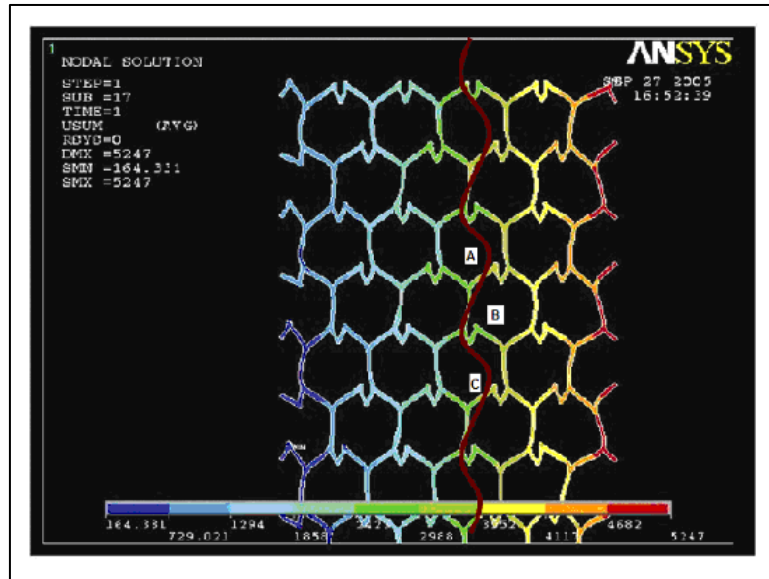 1
NODAL SOLUTION
STEP=1
SUB =17
TIME=1
USUM (AVG)
RSYS=0
DMX =5247
SMN =164.331
SMX =5247
ANSYS
SEP 27 2005
16:52:39
A
B
C
164.331
729.021
1294
1858
2988
4117
4682
5247